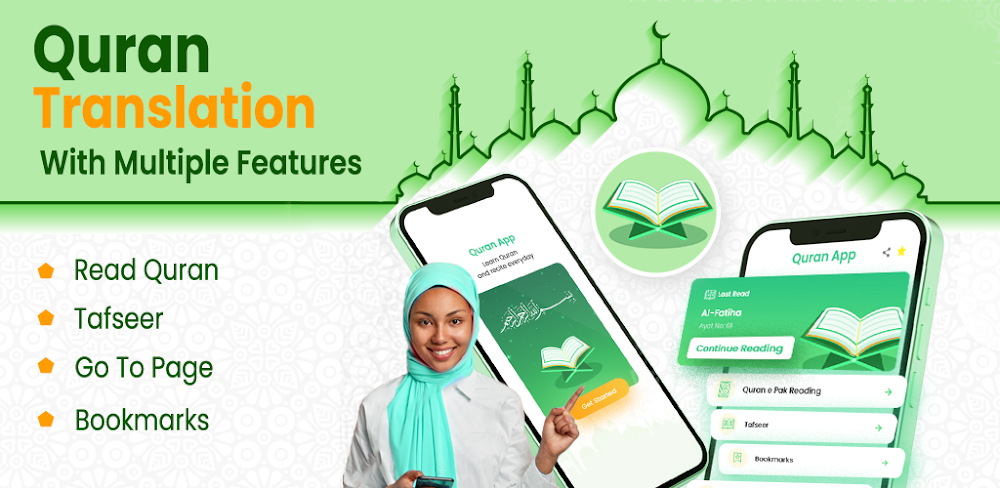 Quran
Translation
With Multiple Features
Read Quran
Tafseer
Go To Page
Bookmarks
Quran App
Learn Quran
and recite everyday
Get Started
Quran App
Last Read
Al-Fatiha
Continue Reading
Quran e Pak Reading
Tafseer
Bookmarks